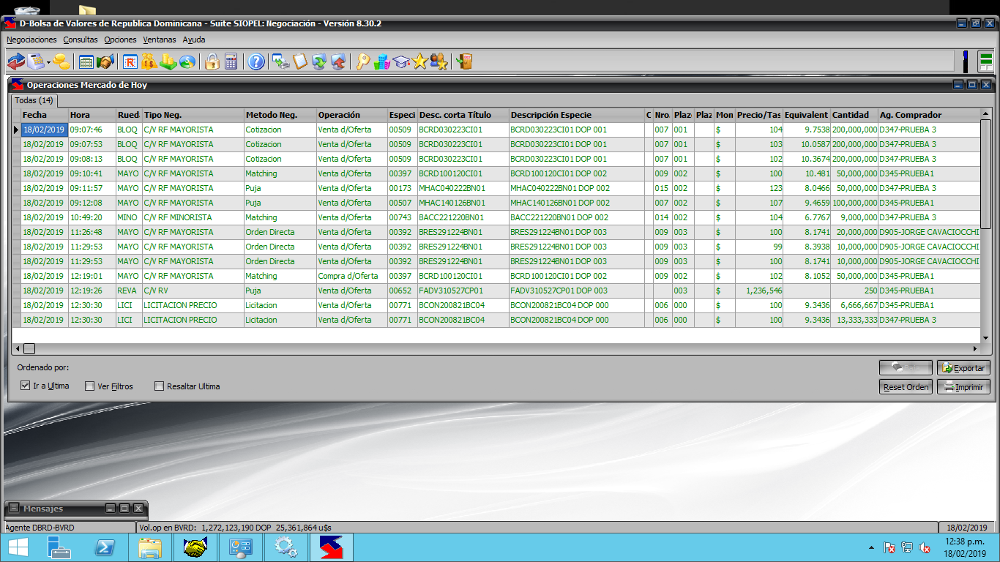 D-Bolsa de Valores de Republica Dominicana - Suite SIOPEL: Negociación - Versión 8.30.2
Negociaciones Consultas Opciones Ventanas Ayuda
Operaciones Mercado de Hoy
Todas (14)
Fecha Hora Rued Tipo Neg. Metodo Neg. Operación Especi Desc. corta Título Descripción Especie C Nro. Plazo Plaz Mon Precio/Tas Equivalent Cantidad Ag. Comprador
18/02/2019 09:07:46 BLOQ C/V RF MAYORISTA Cotizacion Venta d/Oferta 00509 BCRD030223CI01 BCRD030223CI01 DOP 001 007 001 $ 104 9.7538 200,000,000 D347-PRUEBA 3
18/02/2019 09:07:53 BLOQ C/V RF MAYORISTA Cotizacion Venta d/Oferta 00509 BCRD030223CI01 BCRD030223CI01 DOP 001 007 001 $ 103 10.0587 200,000,000 D347-PRUEBA 3
18/02/2019 09:08:13 BLOQ C/V RF MAYORISTA Cotizacion Venta d/Oferta 00509 BCRD030223CI01 BCRD030223CI01 DOP 001 007 001 $ 102 10.3674 200,000,000 D347-PRUEBA 3
18/02/2019 09:10:41 MAYO C/V RF MAYORISTA Matching Venta d/Oferta 00397 BCRD100120CI01 BCRD100120CI01 DOP 002 009 002 $ 100 10.481 50,000,000 D345-PRUEBA1
18/02/2019 09:11:57 MAYO C/V RF MAYORISTA Puja Venta d/Oferta 00173 MHAC040222BN01 MHAC040222BN01 DOP 002 015 002 $ 123 8.0466 50,000,000 D347-PRUEBA 3
18/02/2019 09:12:08 MAYO C/V RF MAYORISTA Puja Venta d/Oferta 00507 MHAC140126BN01 MHAC140126BN01 DOP 002 007 002 $ 107 9.4659 100,000,000 D345-PRUEBA1
18/02/2019 10:49:20 MINO C/V RF MINORISTA Matching Venta d/Oferta 00743 BACC221220BN01 BACC221220BN01 DOP 002 014 002 $ 104 6.7767 9,000,000 D347-PRUEBA 3
18/02/2019 11:26:48 MAYO C/V RF MAYORISTA Orden Directa Venta d/Oferta 00392 BRES291224BN01 BRES291224BN01 DOP 003 009 003 $ 100 8.1741 20,000,000 D905-JORGE CAVACIOCCHI
18/02/2019 11:29:53 MAYO C/V RF MAYORISTA Orden Directa Venta d/Oferta 00392 BRES291224BN01 BRES291224BN01 DOP 003 009 003 $ 99 8.3938 10,000,000 D905-JORGE CAVACIOCCHI
18/02/2019 11:29:53 MAYO C/V RF MAYORISTA Orden Directa Venta d/Oferta 00392 BRES291224BN01 BRES291224BN01 DOP 003 009 003 $ 100 8.1741 10,000,000 D905-JORGE CAVACIOCCHI
18/02/2019 12:19:01 MAYO C/V RF MAYORISTA Matching Compra d/Oferta 00397 BCRD100120CI01 BCRD100120CI01 DOP 002 009 002 $ 102 8.1052 50,000,000 D345-PRUEBA1
18/02/2019 12:19:26 REVA C/V RV Puja Venta d/Oferta 00652 FADV310527CP01 FADV310527CP01 DOP 003 003 $ 1,236,546 250 D345-PRUEBA1
18/02/2019 12:30:30 LICI LICITACION PRECIO Licitacion Venta d/Oferta 00771 BCON200821BC04 BCON200821BC04 DOP 000 006 000 $ 100 9.3436 6,666,667 D345-PRUEBA1
18/02/2019 12:30:30 LICI LICITACION PRECIO Licitacion Venta d/Oferta 00771 BCON200821BC04 BCON200821BC04 DOP 000 006 000 $ 100 9.3436 13,333,333 D347-PRUEBA 3
Ordenado por:
Ir a Ultima Ver Filtros Resaltar Ultima
Exportar
Reset Orden Imprimir
Mensajes
Agente DBRD-BVRD Vol.op en BVRD: 1,272,123,190 DOP 25,361,864 u$s 18/02/2019
12:38 p.m.
18/02/2019